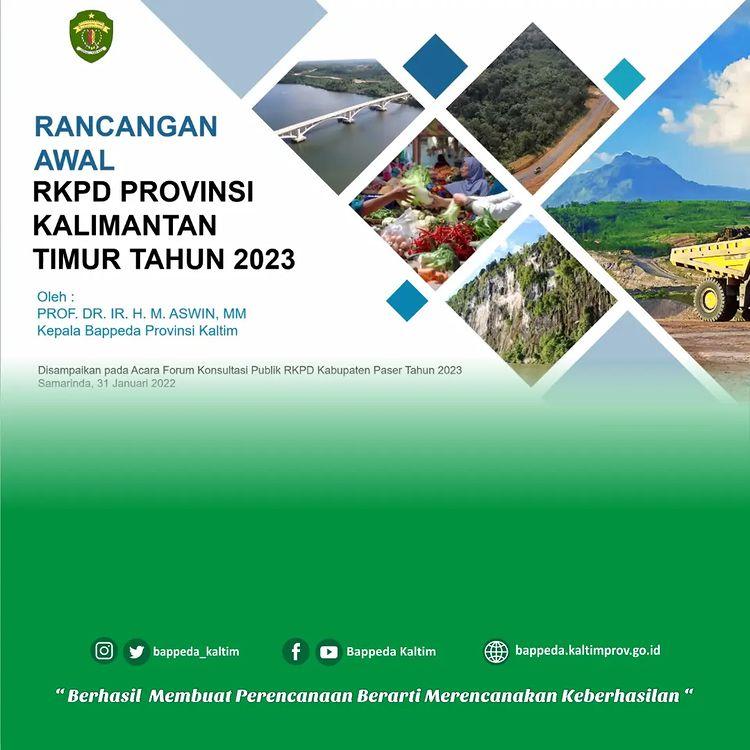 RANCANGAN
AWAL
RKPD PROVINSI
KALIMANTAN
TIMUR TAHUN 2023
Oleh :
PROF. DR. IR. H. M. ASWIN, MM
Kepala Bappeda Provinsi Kaltim
Disampaikan pada Acara Forum Konsultasi Publik RKPD Kabupaten Paser Tahun 2023
Samarinda, 31 Januari 2022
bappeda_kaltim
Bappeda Kaltim
bappeda.kaltimprov.go.id
“ Berhasil Membuat Perencanaan Berarti Merencanakan Keberhasilan “